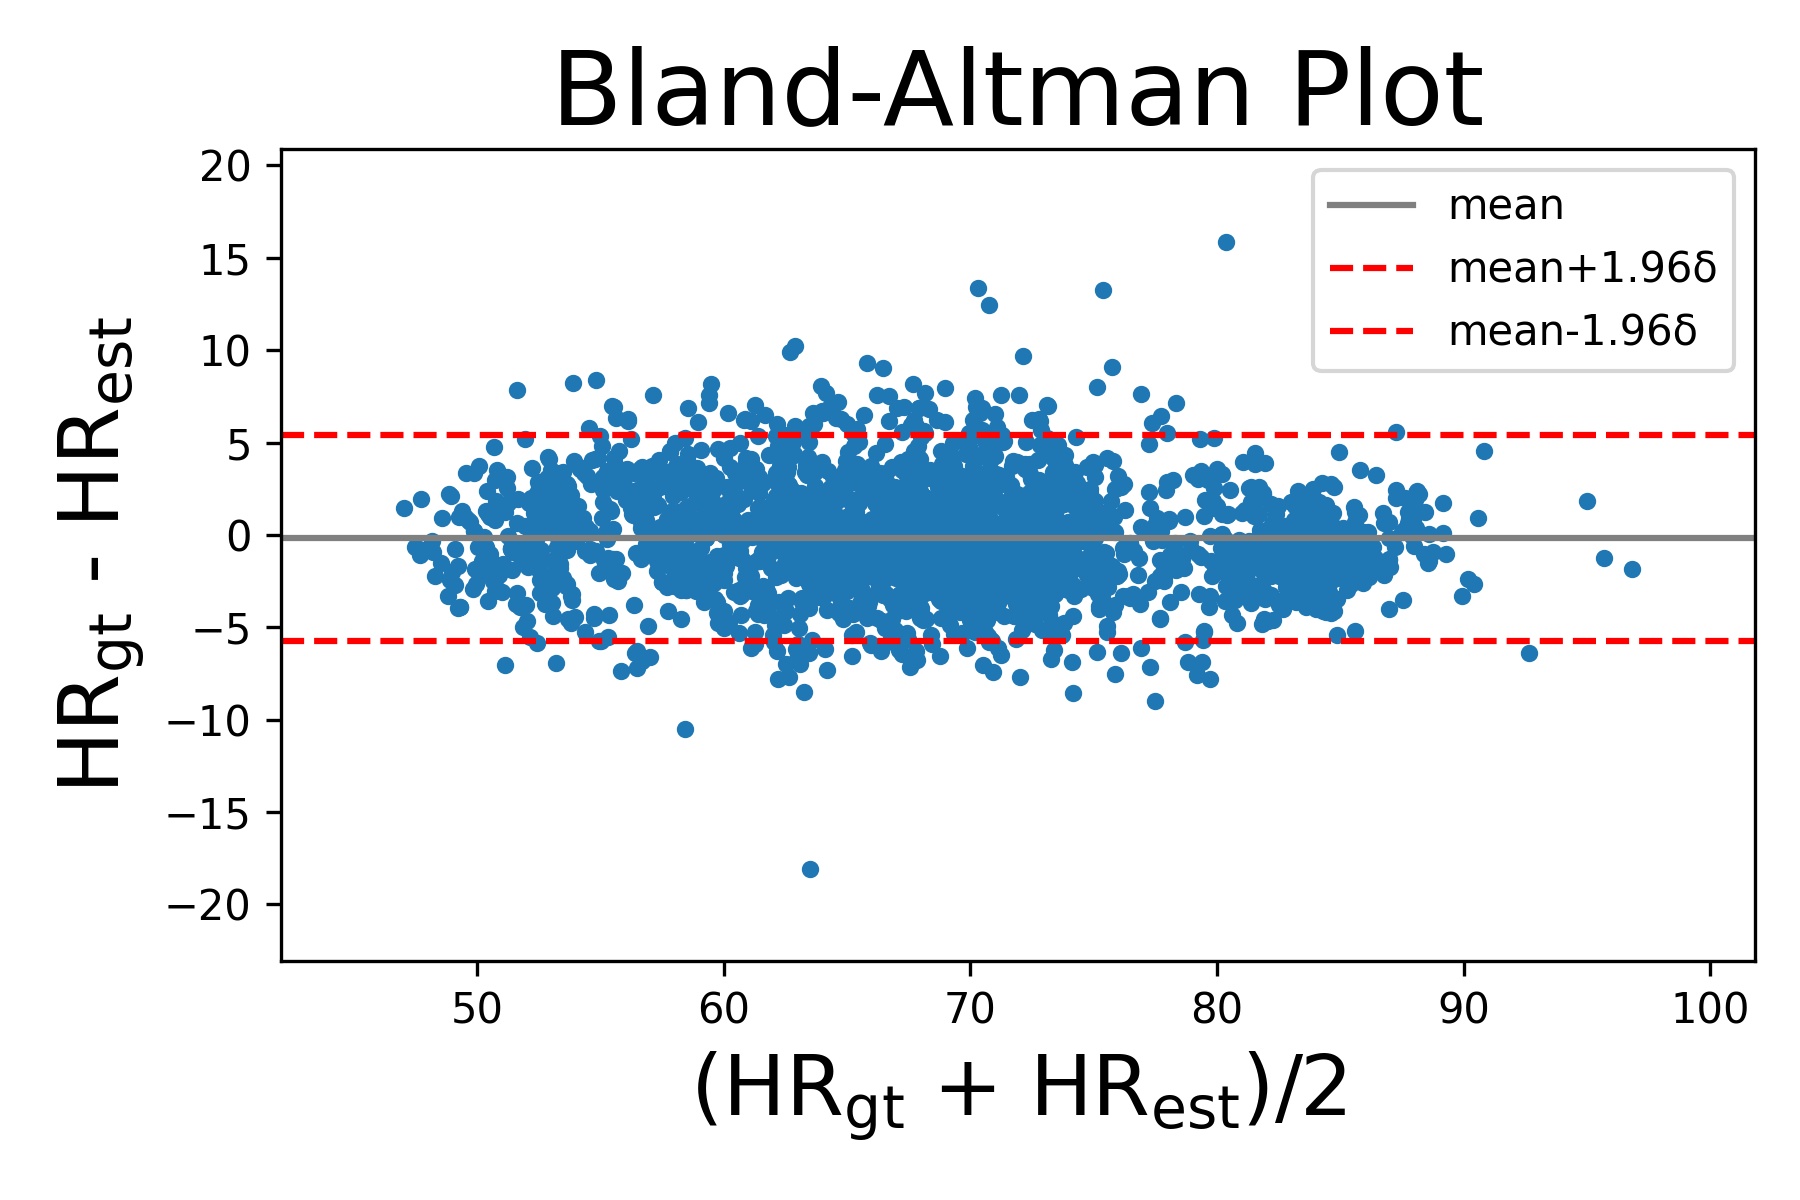 Bland-Altman Plot
mean
mean+1.96δ
mean-1.96δ
HRgt - HRest
20
15
10
5
0
−5
−10
−15
−20
50 60 70 80 90 100
(HRgt + HRest)/2